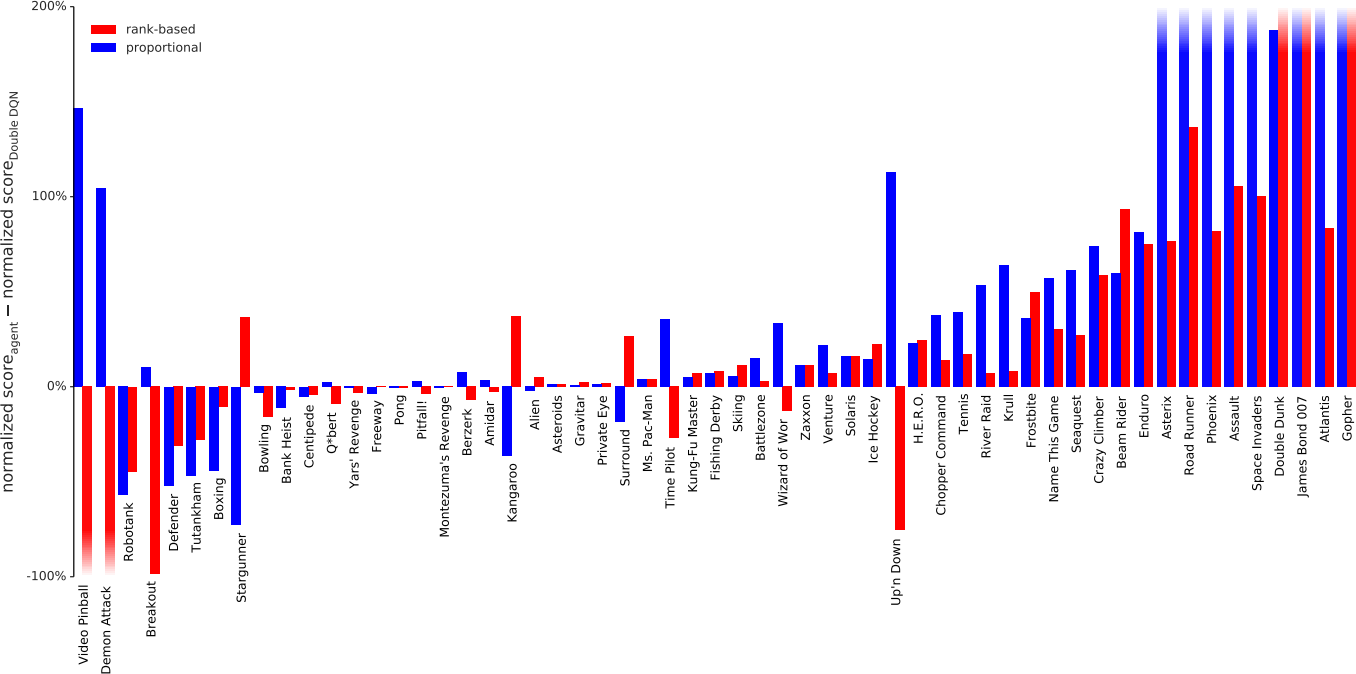 200%
100%
0%
-100%
normalized score_agent − normalized score_Double DQN
rank-based
proportional
Video Pinball
Demon Attack
Robotank
Breakout
Defender
Tutankham
Boxing
Stargunner
Bowling
Bank Heist
Centipede
Q*bert
Yars' Revenge
Freeway
Pong
Pitfall!
Montezuma's Revenge
Berzerk
Amidar
Kangaroo
Alien
Asteroids
Gravitar
Private Eye
Surround
Ms. Pac-Man
Time Pilot
Kung-Fu Master
Fishing Derby
Skiing
Battlezone
Wizard of Wor
Zaxxon
Venture
Solaris
Ice Hockey
Up'n Down
H.E.R.O.
Chopper Command
Tennis
River Raid
Krull
Frostbite
Name This Game
Seaquest
Crazy Climber
Beam Rider
Enduro
Asterix
Road Runner
Phoenix
Assault
Space Invaders
Double Dunk
James Bond 007
Atlantis
Gopher